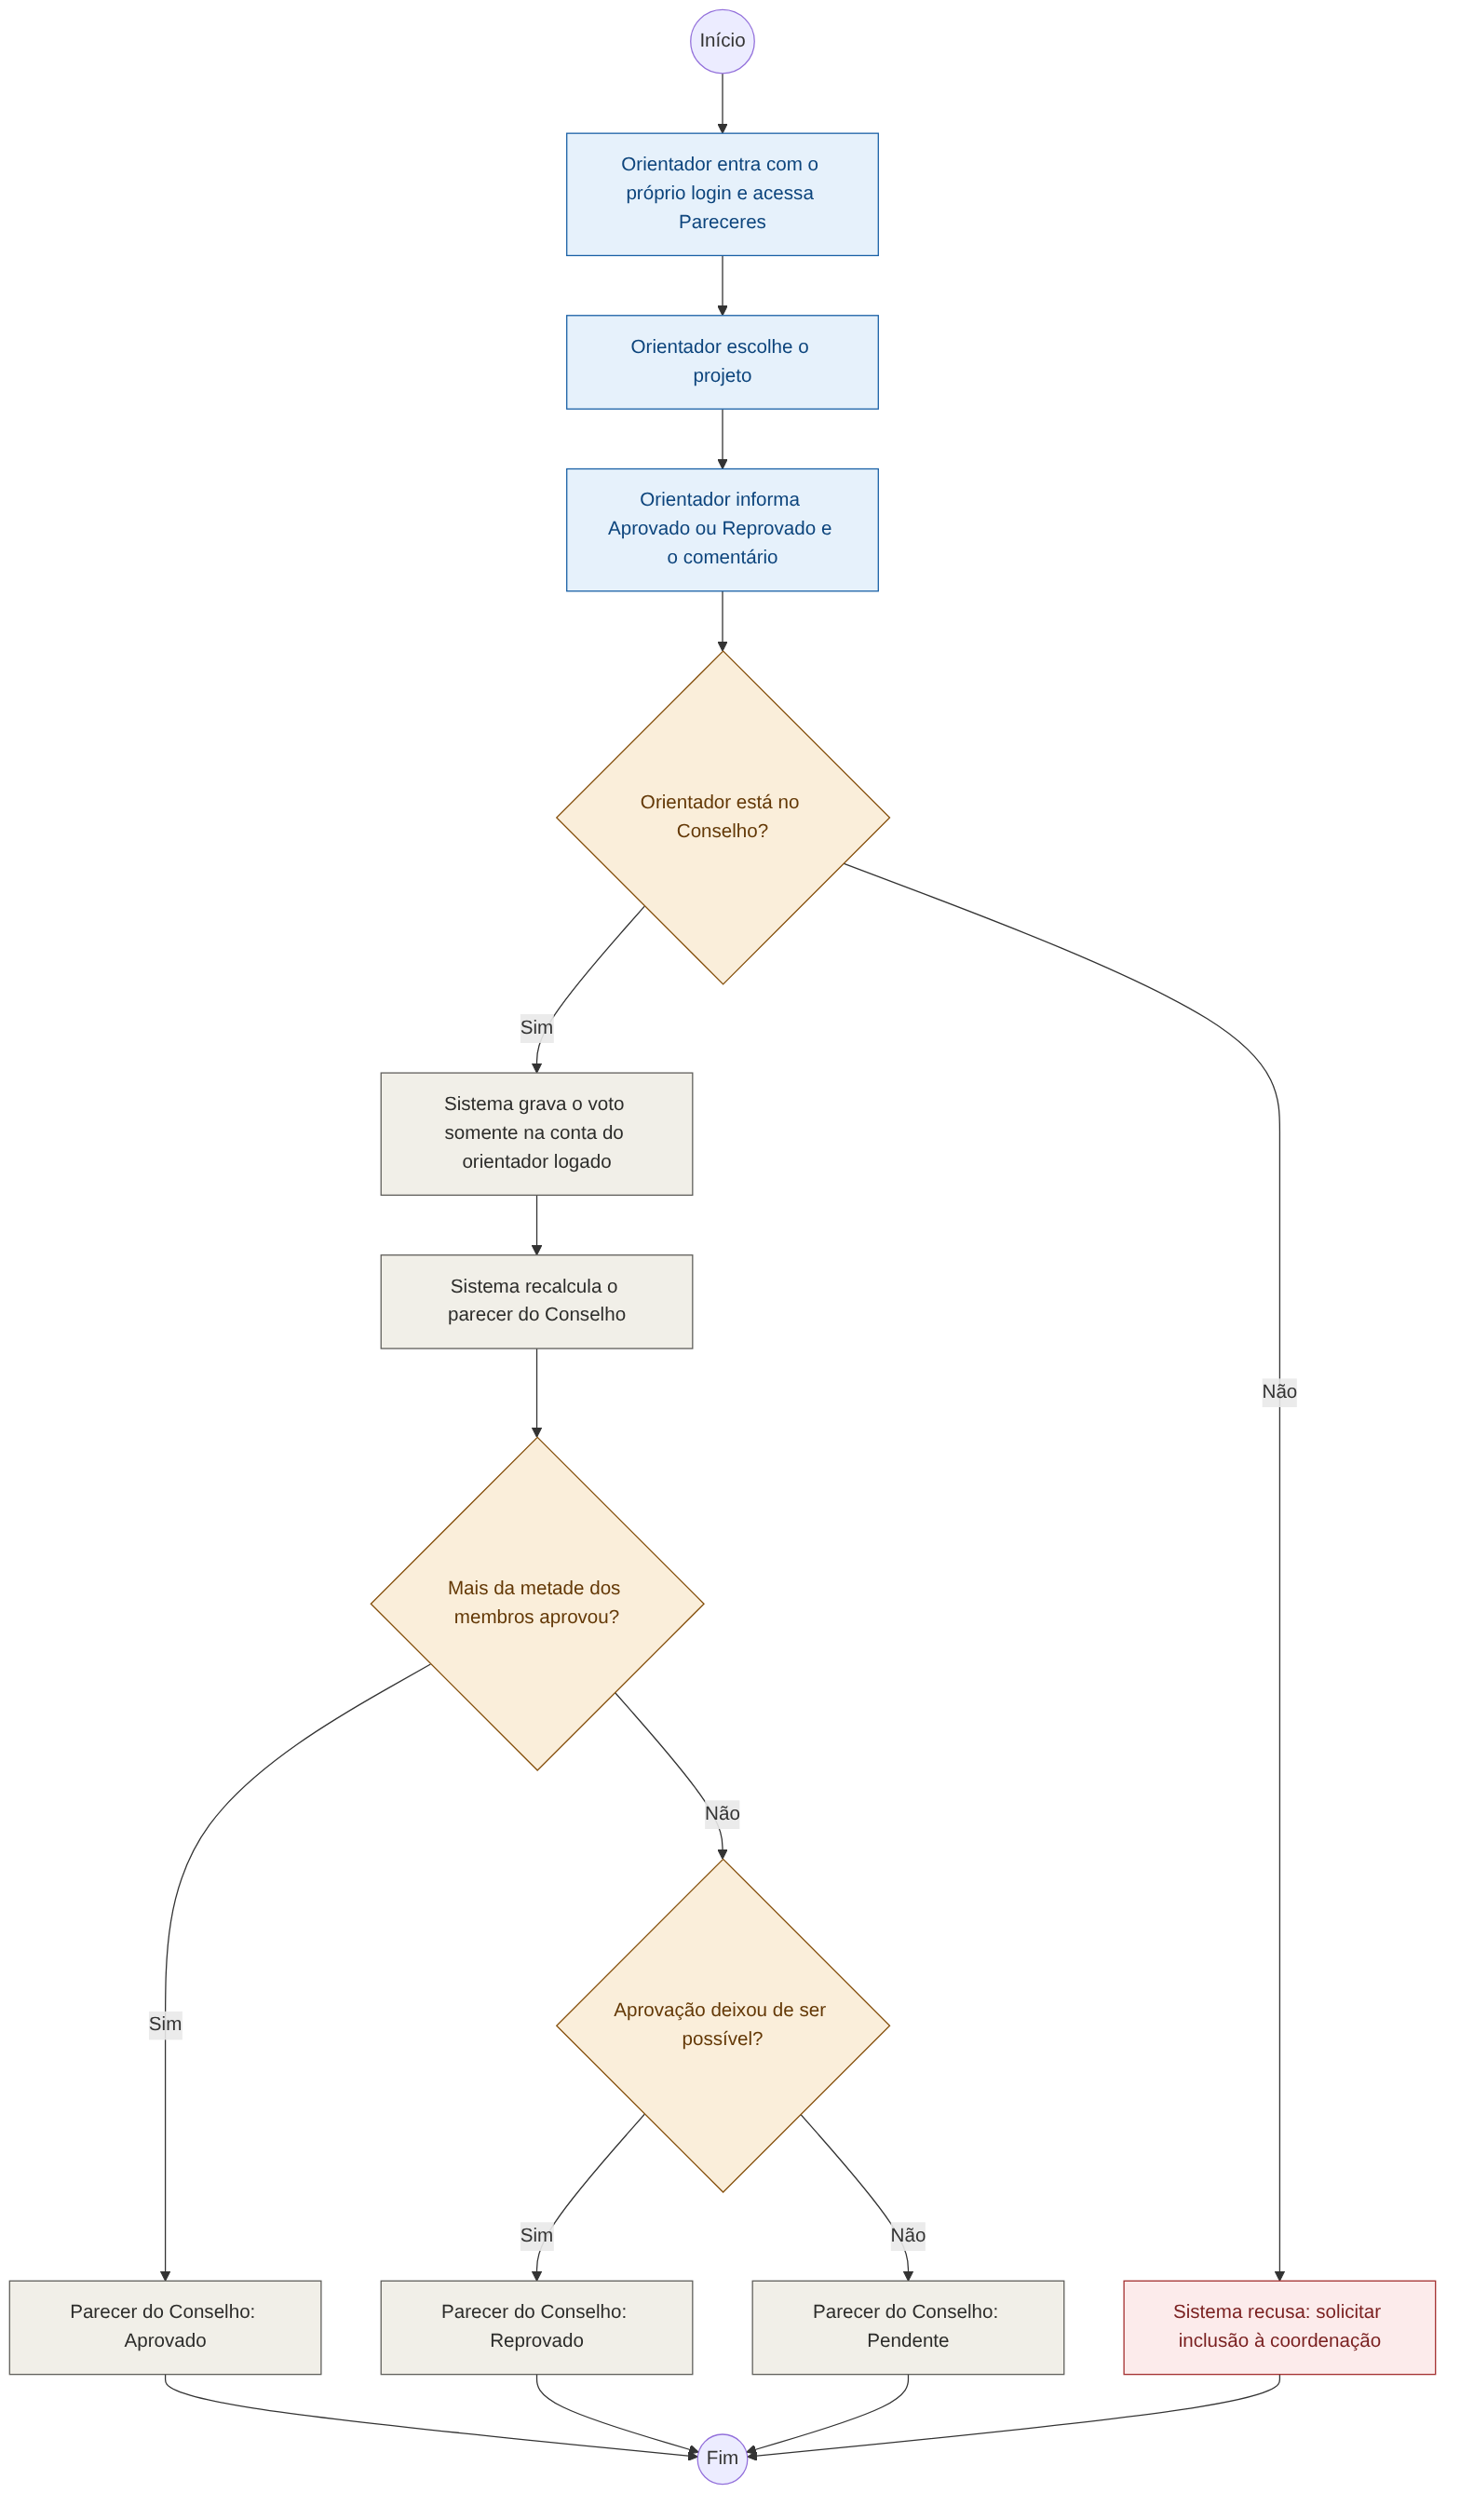 Início
Orientador entra com o
próprio login e acessa
Pareceres
Orientador escolhe o
projeto
Orientador informa
Aprovado ou Reprovado e
o comentário
Orientador está no
Conselho?
Sim
Sistema grava o voto
somente na conta do
orientador logado
Sistema recalcula o
parecer do Conselho
Não
Mais da metade dos
membros aprovou?
Não
Sim
Aprovação deixou de ser
possível?
Sim
Não
Parecer do Conselho:
Aprovado
Parecer do Conselho:
Reprovado
Parecer do Conselho:
Pendente
Sistema recusa: solicitar
inclusão à coordenação
Fim